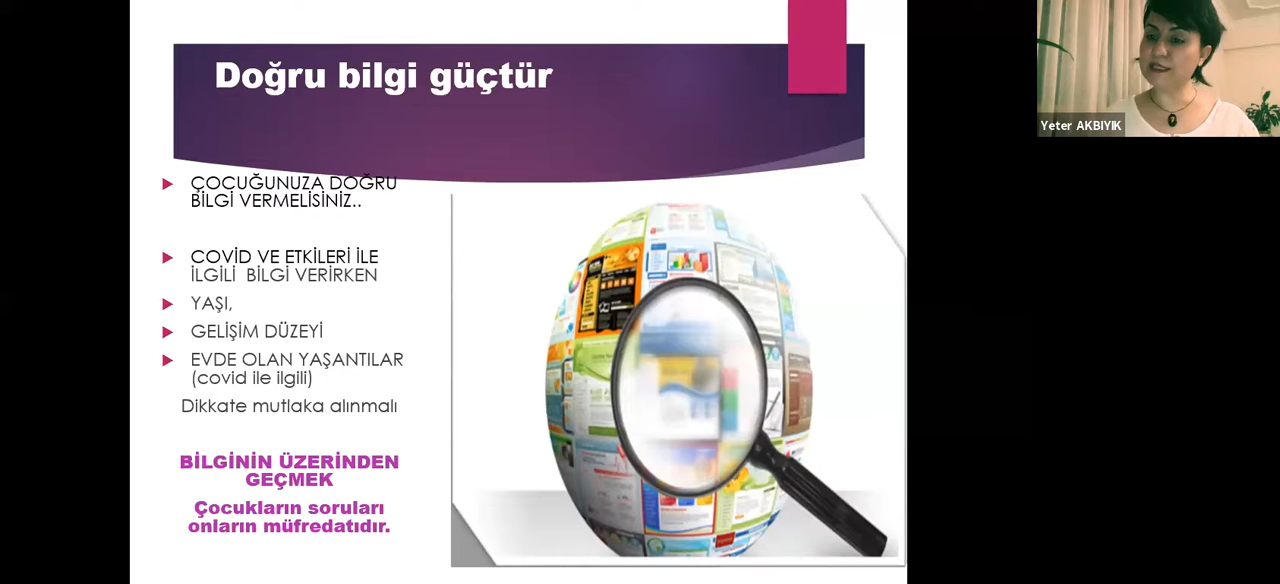 Doğru bilgi güçtür
ÇOCUĞUNUZA DOĞRU
BİLGİ VERMELİSİNİZ..
COVİD VE ETKİLERİ İLE
İLGİLİ BİLGİ VERİRKEN
YAŞI,
GELİŞİM DÜZEYİ
EVDE OLAN YAŞANTILAR
(covid ile ilgili)
Dikkate mutlaka alınmalı
BİLGİNİN ÜZERİNDEN
GEÇMEK
Çocukların soruları
onların müfredatıdır.
Yeter AKBIYIK